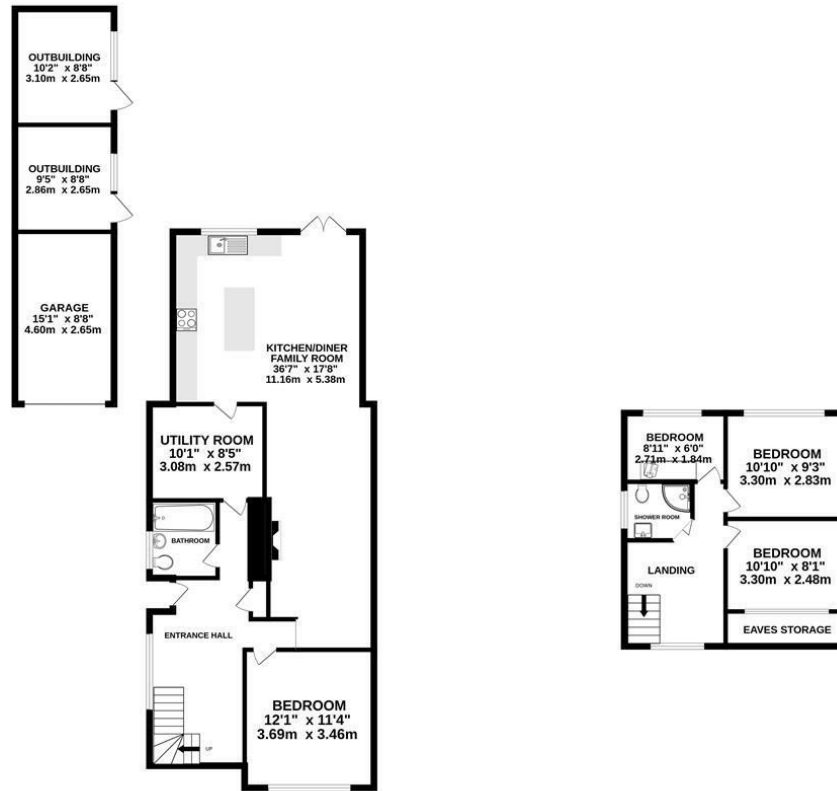 OUTBUILDING
10'2" x 8'8"
3.10m x 2.65m
OUTBUILDING
9'5" x 8'8"
2.86m x 2.65m
GARAGE
15'1" x 8'8"
4.60m x 2.65m
KITCHEN/DINER
FAMILY ROOM
36'7" x 17'8"
11.16m x 5.38m
UTILITY ROOM
10'1" x 8'5"
3.08m x 2.57m
BATHROOM
ENTRANCE HALL
UP
BEDROOM
12'1" x 11'4"
3.69m x 3.46m
BEDROOM
8'11" x 6'0"
2.71m x 1.84m
BEDROOM
10'10" x 9'3"
3.30m x 2.83m
SHOWER ROOM
BEDROOM
10'10" x 8'1"
3.30m x 2.48m
LANDING
DOWN
EAVES STORAGE